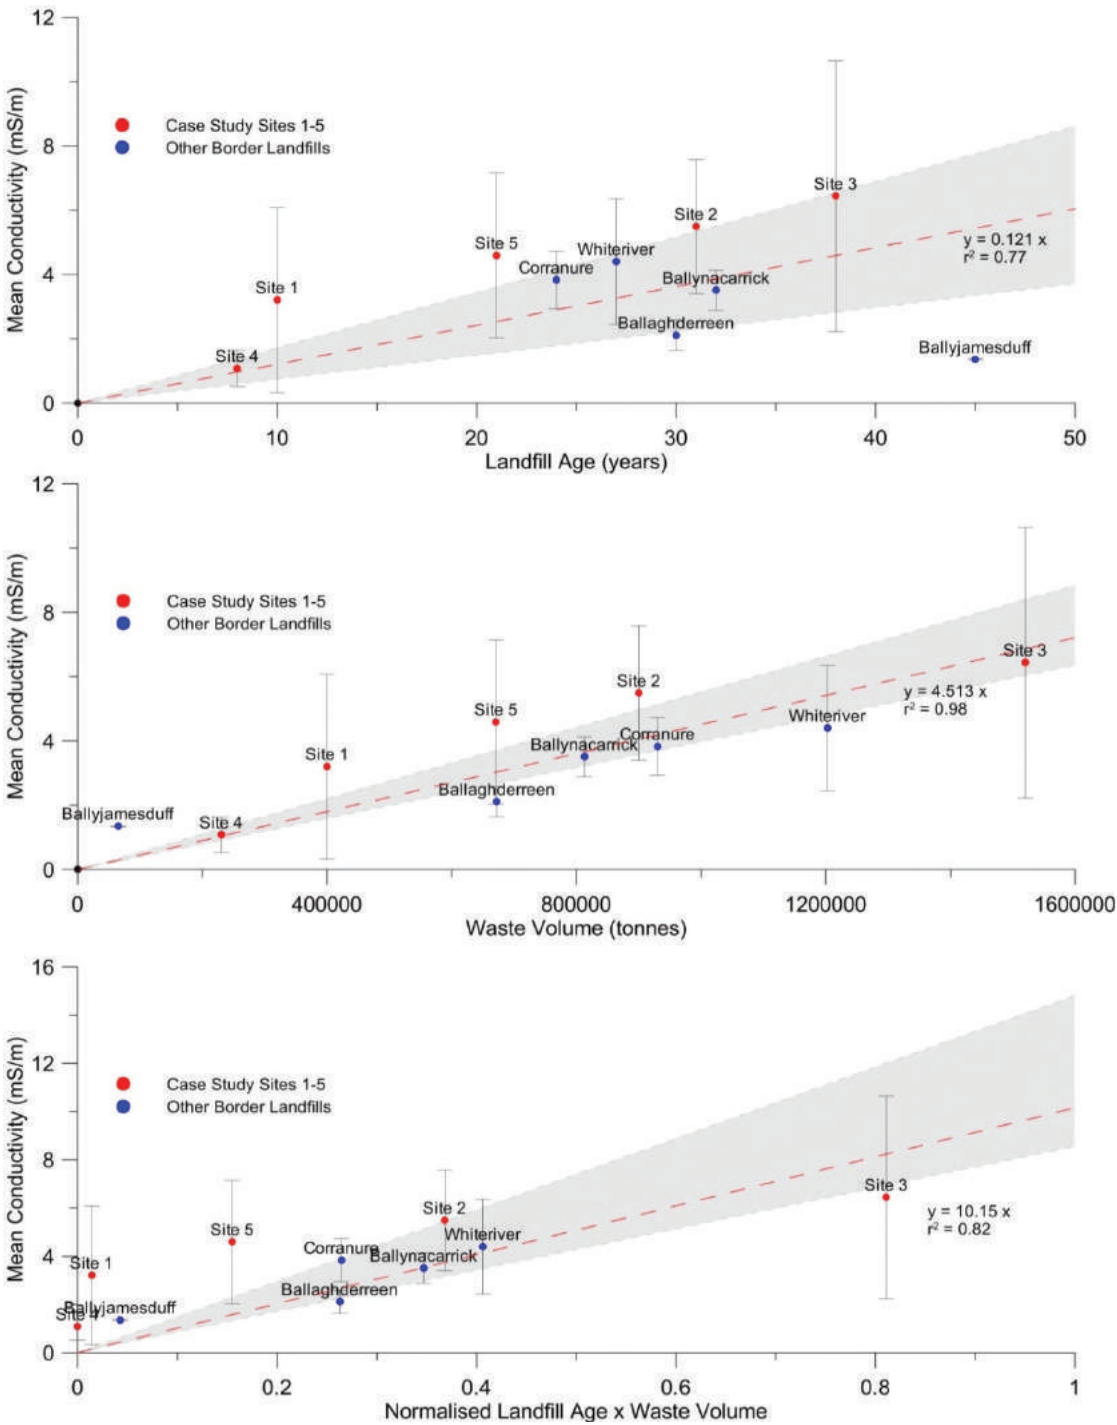 12
8
4
0
Mean Conductivity (mS/m)
Case Study Sites 1-5
Other Border Landfills
Site 3
Site 2
Site 5
Whiteriver
Corranure
Ballynacarrick
Site 1
Ballaghderreen
Site 4
Ballyjamesduff
y = 0.121 x
r² = 0.77
0 10 20 30 40 50
Landfill Age (years)
12
8
4
0
Mean Conductivity (mS/m)
Case Study Sites 1-5
Other Border Landfills
Site 3
Site 2
Site 5
Whiteriver
Corranure
Ballynacarrick
Site 1
Ballaghderreen
Ballyjamesduff
Site 4
y = 4.513 x
r² = 0.98
0 400000 800000 1200000 1600000
Waste Volume (tonnes)
16
12
8
4
0
Mean Conductivity (mS/m)
Case Study Sites 1-5
Other Border Landfills
Site 3
Site 2
Site 5
Whiteriver
Corranure
Ballynacarrick
Site 1
Ballaghderreen
Ballyjamesduff
Site 4
y = 10.15 x
r² = 0.82
0 0.2 0.4 0.6 0.8 1
Normalised Landfill Age x Waste Volume